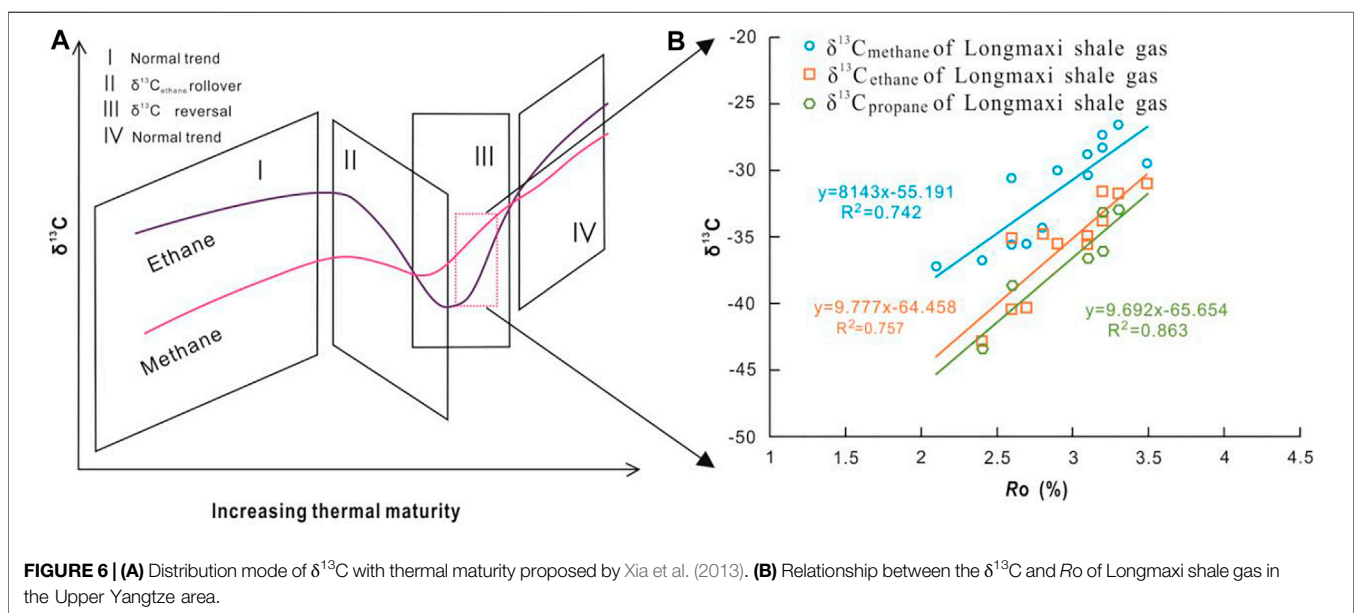 A
I Normal trend
II δ¹³Cethane rollover
III δ¹³C reversal
IV Normal trend
I
II
III
IV
Ethane
Methane
δ¹³C
Increasing thermal maturity
B
δ¹³Cmethane of Longmaxi shale gas
δ¹³Cethane of Longmaxi shale gas
δ¹³Cpropane of Longmaxi shale gas
-20
-25
-30
-35
-40
-45
-50
δ¹³C
y=8143x-55.191
R²=0.742
y=9.777x-64.458
R²=0.757
y=9.692x-65.654
R²=0.863
1 1.5 2 2.5 3 3.5 4 4.5
Ro (%)
FIGURE 6 | (A) Distribution mode of δ¹³C with thermal maturity proposed by Xia et al. (2013). (B) Relationship between the δ¹³C and Ro of Longmaxi shale gas in
the Upper Yangtze area.